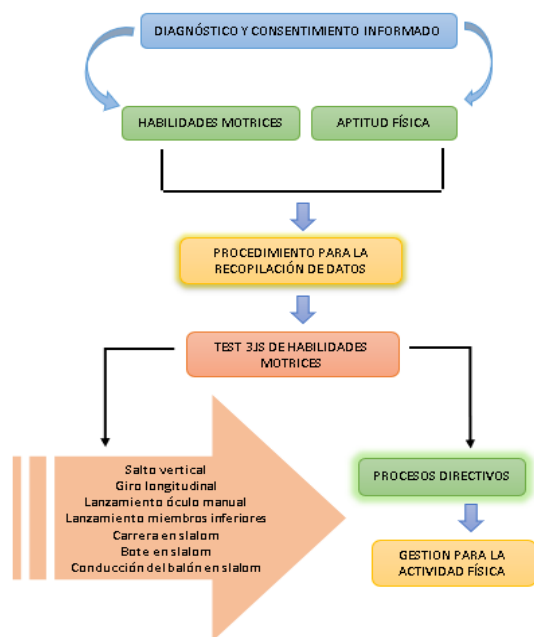 DIAGNÓSTICO Y CONSENTIMIENTO INFORMADO
HABILIDADES MOTRICES
APTITUD FÍSICA
PROCEDIMIENTO PARA LA
RECOPILACIÓN DE DATOS
TEST 3JS DE HABILIDADES
MOTRICES
Salto vertical
Giro longitudinal
Lanzamiento óculo manual
Lanzamiento miembros inferiores
Carrera en slalom
Bote en slalom
Conducción del balón en slalom
PROCESOS DIRECTIVOS
GESTION PARA LA
ACTIVIDAD FÍSICA